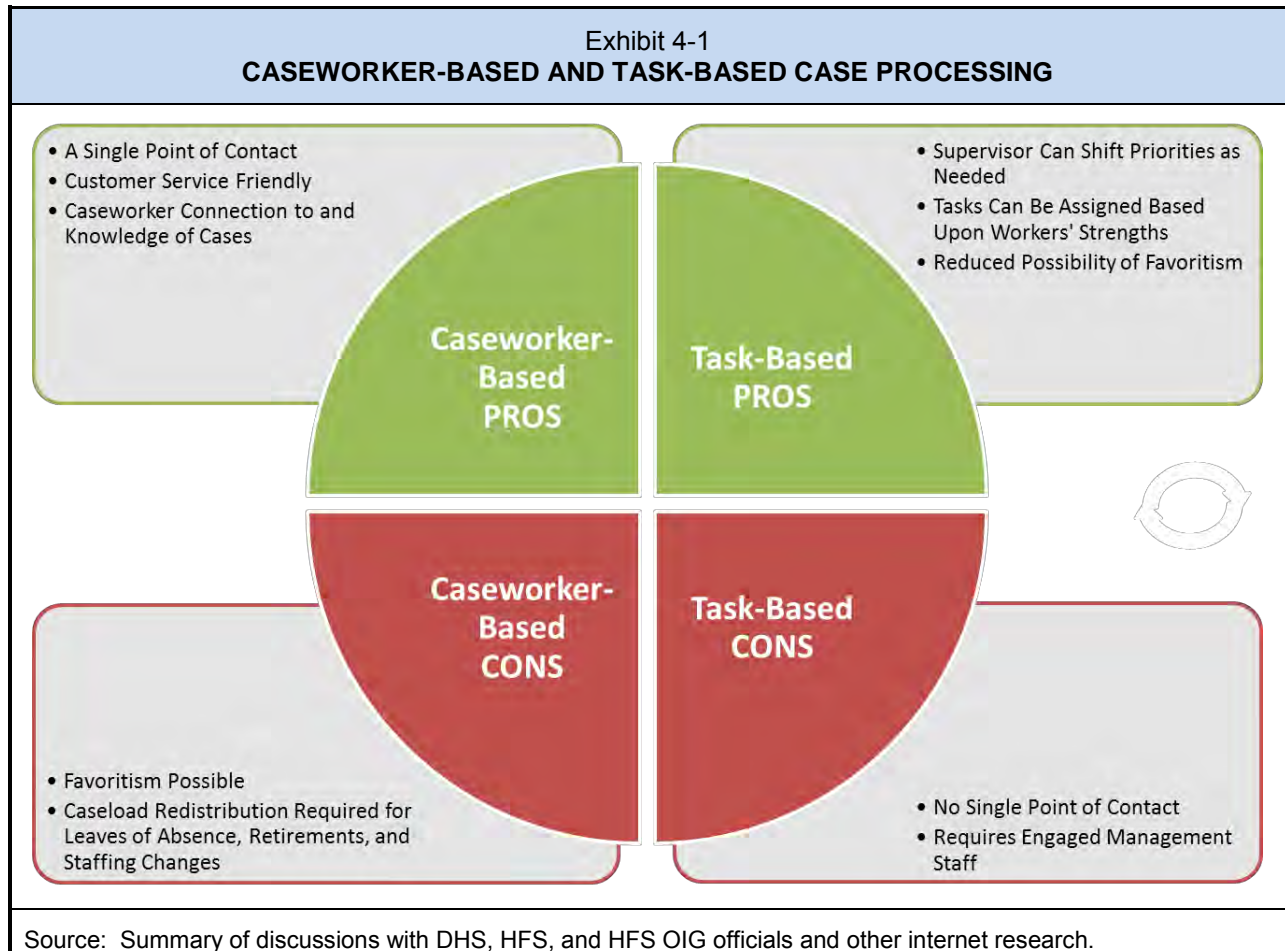 Exhibit 4-1
CASEWORKER-BASED AND TASK-BASED CASE PROCESSING
• A Single Point of Contact
• Customer Service Friendly
• Caseworker Connection to and
Knowledge of Cases
• Supervisor Can Shift Priorities as
Needed
• Tasks Can Be Assigned Based
Upon Workers' Strengths
• Reduced Possibility of Favoritism
Caseworker-
Based
PROS
Task-Based
PROS
Caseworker-
Based
CONS
Task-Based
CONS
• Favoritism Possible
• Caseload Redistribution Required for
Leaves of Absence, Retirements, and
Staffing Changes
• No Single Point of Contact
• Requires Engaged Management
Staff
Source: Summary of discussions with DHS, HFS, and HFS OIG officials and other internet research.